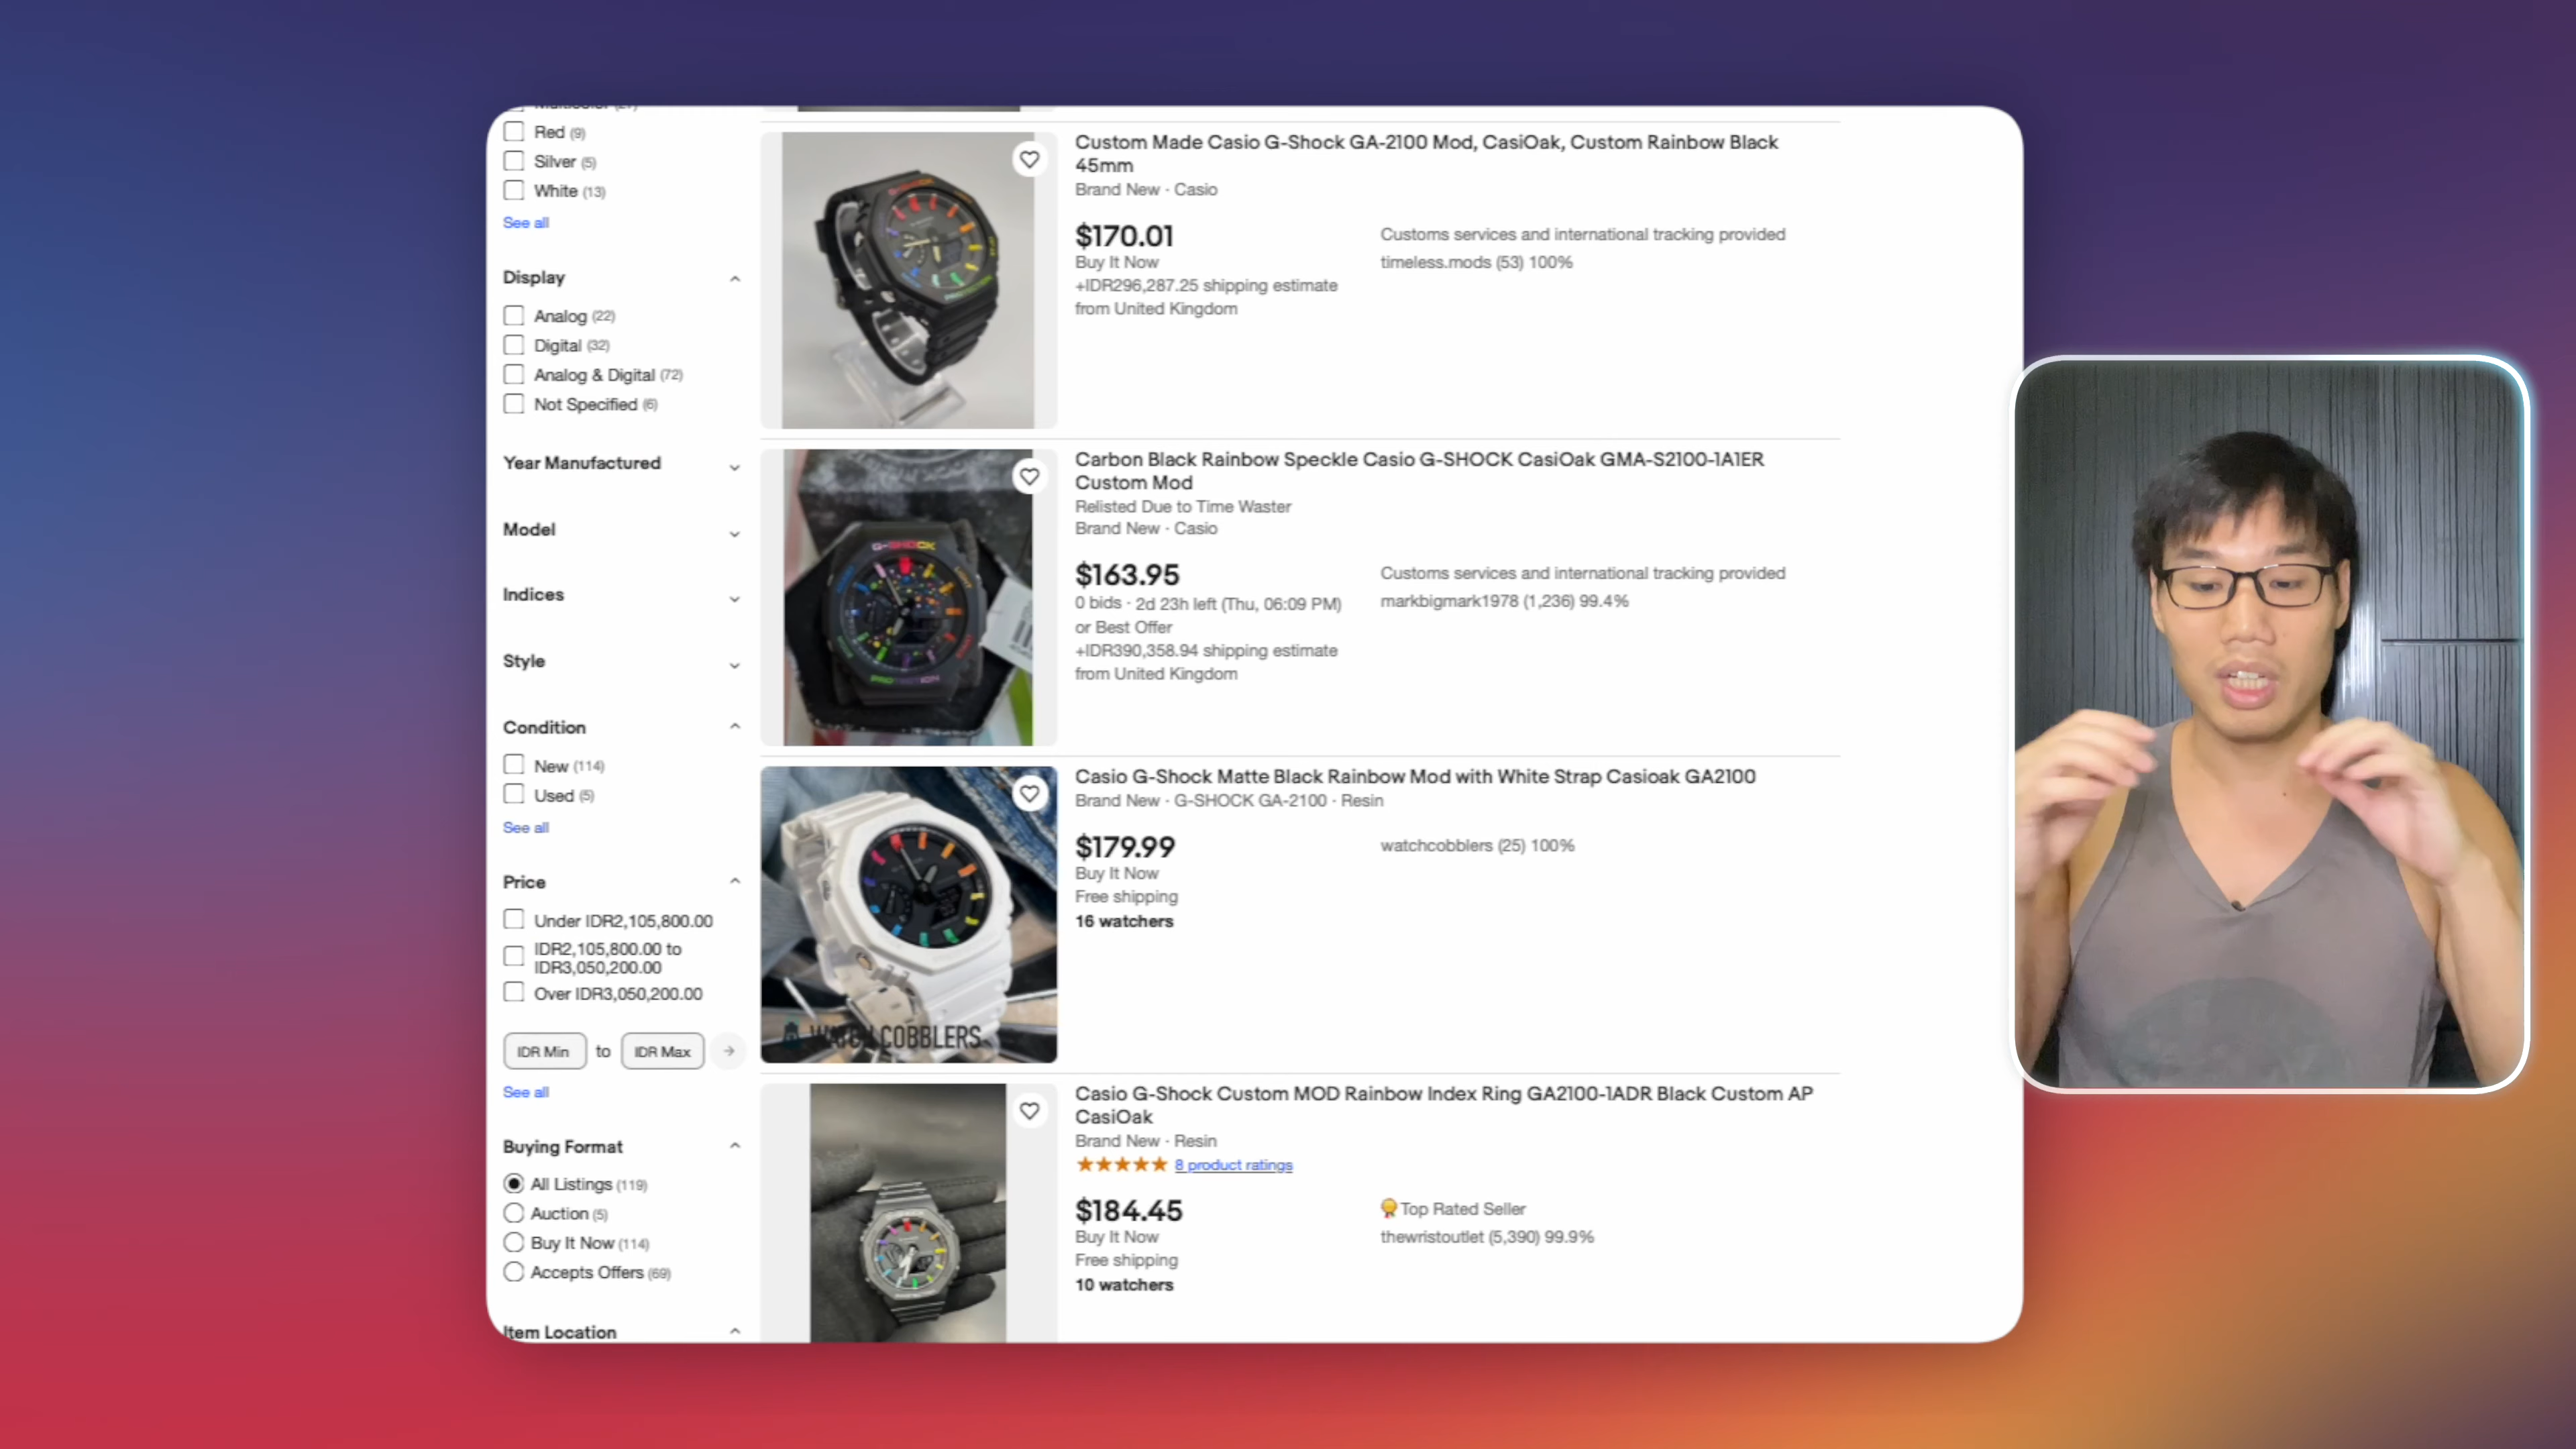 Red (9)
Silver (5)
White (13)
See all
Display
Analog (22)
Digital (32)
Analog & Digital (72)
Not Specified (6)
Year Manufactured
Model
Indices
Style
Condition
New (114)
Used (5)
See all
Price
Under IDR2,105,800.00
IDR2,105,800.00 to
IDR3,050,200.00
Over IDR3,050,200.00
IDR Min to IDR Max
See all
Buying Format
All Listings (119)
Auction (5)
Buy It Now (114)
Accepts Offers (69)
Item Location
Custom Made Casio G-Shock GA-2100 Mod, CasiOak, Custom Rainbow Black
45mm
Brand New · Casio
$170.01
Buy It Now
+IDR296,287.25 shipping estimate
from United Kingdom
Customs services and international tracking provided
timeless.mods (53) 100%
G-SHOCK
PROTECTION
Carbon Black Rainbow Speckle Casio G-SHOCK CasiOak GMA-S2100-1A1ER
Custom Mod
Relisted Due to Time Waster
Brand New · Casio
$163.95
0 bids · 2d 23h left (Thu, 06:09 PM)
or Best Offer
+IDR390,358.94 shipping estimate
from United Kingdom
Customs services and international tracking provided
markbigmark1978 (1,236) 99.4%
WATCH COBBLERS
Casio G-Shock Matte Black Rainbow Mod with White Strap Casioak GA2100
Brand New · G-SHOCK GA-2100 · Resin
$179.99
Buy It Now
Free shipping
16 watchers
watchcobblers (25) 100%
Casio G-Shock Custom MOD Rainbow Index Ring GA2100-1ADR Black Custom AP
CasiOak
Brand New · Resin
8 product ratings
$184.45
Buy It Now
Free shipping
10 watchers
Top Rated Seller
thewristoutlet (5,390) 99.9%